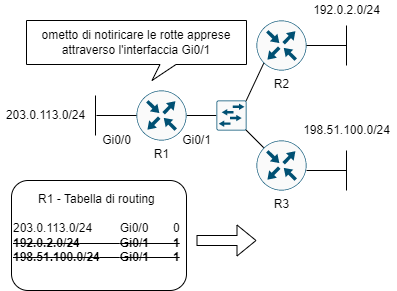 192.0.2.0/24
ometto di notiricare le rotte apprese
attraverso l'interfaccia Gi0/1
R2
203.0.113.0/24
Gi0/0
Gi0/1
R1
198.51.100.0/24
R3
R1 - Tabella di routing
203.0.113.0/24 Gi0/0 0
192.0.2.0/24 Gi0/1 1
198.51.100.0/24 Gi0/1 1